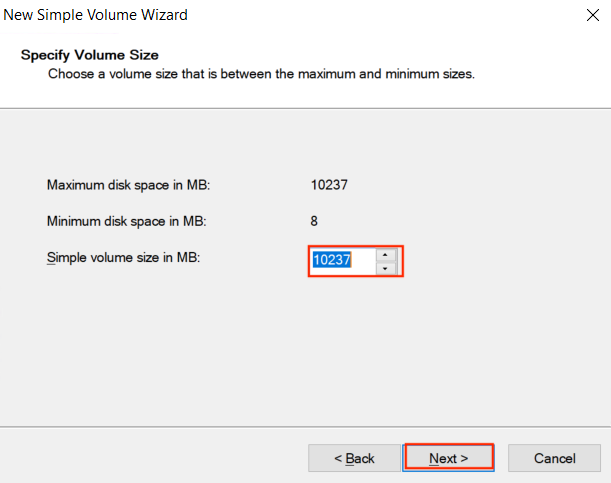 New Simple Volume Wizard
Specify Volume Size
Choose a volume size that is between the maximum and minimum sizes.
Maximum disk space in MB: 10237
Minimum disk space in MB: 8
Simple volume size in MB: 10237
< Back Next > Cancel